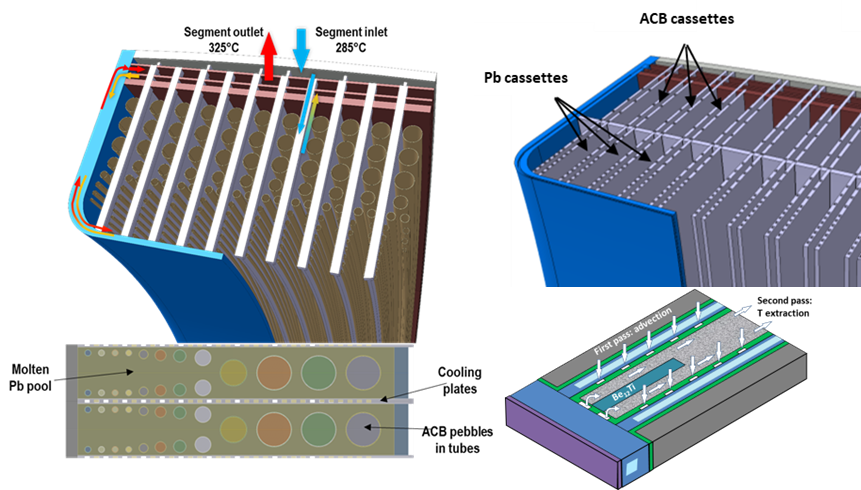 Segment outlet
325°C
Segment inlet
285°C
ACB cassettes
Pb cassettes
Molten
Pb pool
Cooling
plates
ACB pebbles
in tubes
First pass: advection
Second pass:
T extraction
Be₁₂Ti